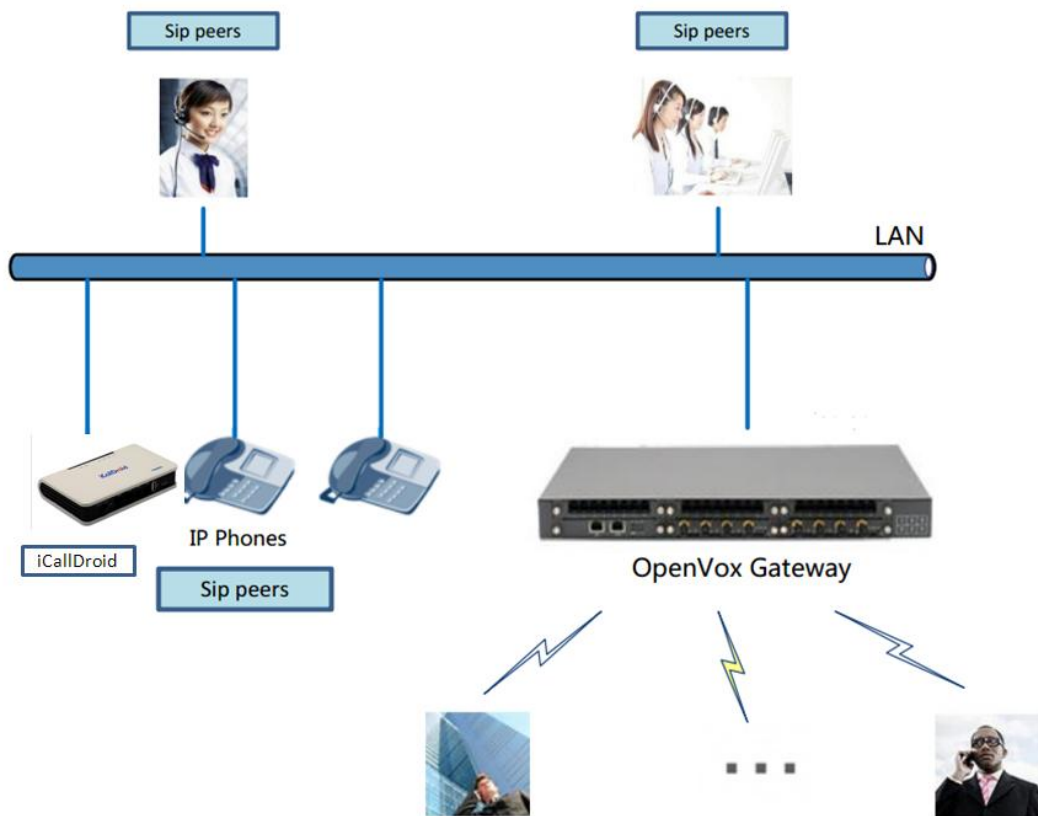 Sip peers
Sip peers
LAN
iCallDroid
IP Phones
Sip peers
OpenVox Gateway